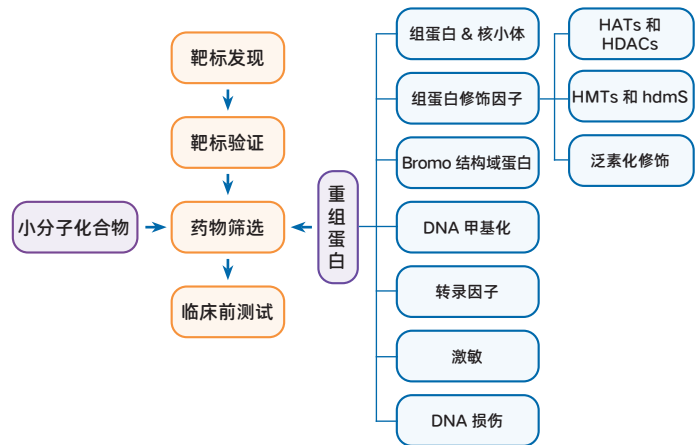 靶标发现
靶标验证
小分子化合物
药物筛选
临床前测试
重
组
蛋
白
组蛋白 & 核小体
组蛋白修饰因子
Bromo 结构域蛋白
DNA 甲基化
转录因子
激敏
DNA 损伤
HATs 和
HDACs
HMTs 和 hdmS
泛素化修饰